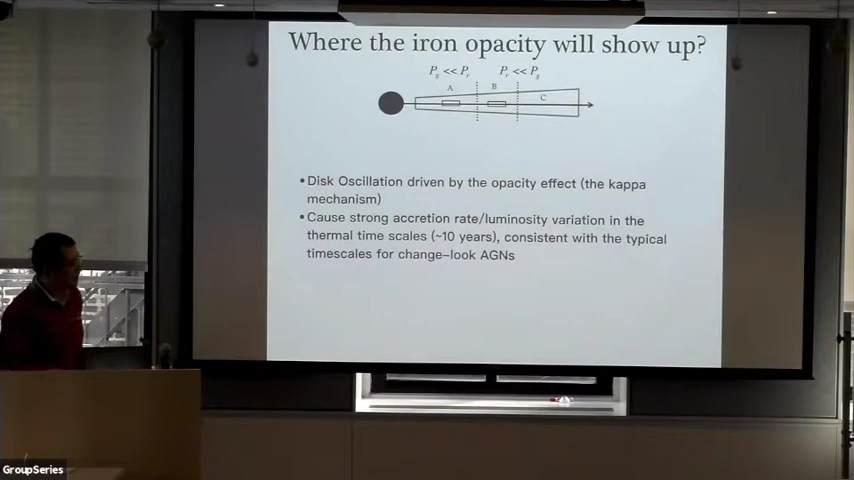 Where the iron opacity will show up?
Pg << Pr Pr << Pg
A B C
• Disk Oscillation driven by the opacity effect (the kappa
mechanism)
• Cause strong accretion rate/luminosity variation in the
thermal time scales (~10 years), consistent with the typical
timescales for change-look AGNs
GroupSeries